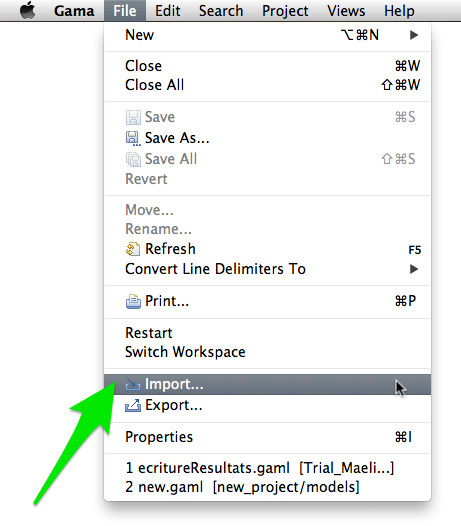 Gama File Edit Search Project Views Help
New ⌥⌘N ▶
Close ⌘W
Close All ⇧⌘W
Save ⌘S
Save As...
Save All ⇧⌘S
Revert
Move...
Rename...
Refresh F5
Convert Line Delimiters To ▶
Print... ⌘P
Restart
Switch Workspace
Import...
Export...
Properties ⌘I
1 ecritureResultats.gaml [Trial_Maeli...]
2 new.gaml [new_project/models]